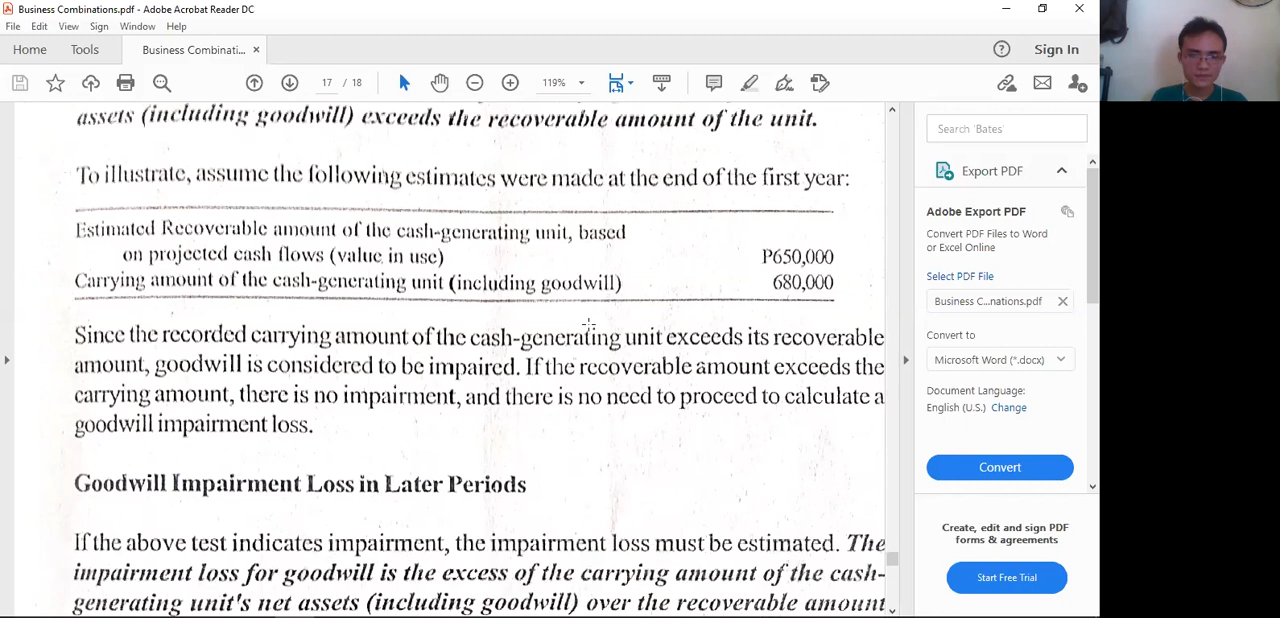 Business Combinations.pdf - Adobe Acrobat Reader DC
File Edit View Sign Window Help
Home Tools Business Combinati... × Sign In
17 / 18 119%
assets (including goodwill) exceeds the recoverable amount of the unit.
To illustrate, assume the following estimates were made at the end of the first year:
Estimated Recoverable amount of the cash-generating unit, based
on projected cash flows (value in use) P650,000
Carrying amount of the cash-generating unit (including goodwill) 680,000
Since the recorded carrying amount of the cash-generating unit exceeds its recoverable
amount, goodwill is considered to be impaired. If the recoverable amount exceeds the
carrying amount, there is no impairment, and there is no need to proceed to calculate a
goodwill impairment loss.
Goodwill Impairment Loss in Later Periods
If the above test indicates impairment, the impairment loss must be estimated. The
impairment loss for goodwill is the excess of the carrying amount of the cash-
generating unit's net assets (including goodwill) over the recoverable amount
Search 'Bates'
Export PDF
Adobe Export PDF
Convert PDF Files to Word
or Excel Online
Select PDF File
Business C...nations.pdf
Convert to
Microsoft Word (*.docx)
Document Language:
English (U.S.) Change
Convert
Create, edit and sign PDF
forms & agreements
Start Free Trial